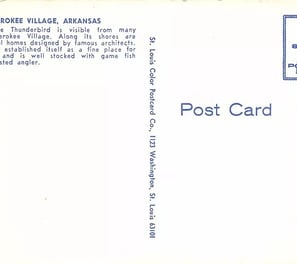 ROKEE VILLAGE, ARKANSAS
e Thunderbird is visible from many
erokee Village. Along its shores are
l homes designed by famous architects.
established itself as a fine place for
and is well stocked with game fish
sted angler.
St. Louis Color Postcard Co., 1123 Washington, St. Louis 63101
Post Card